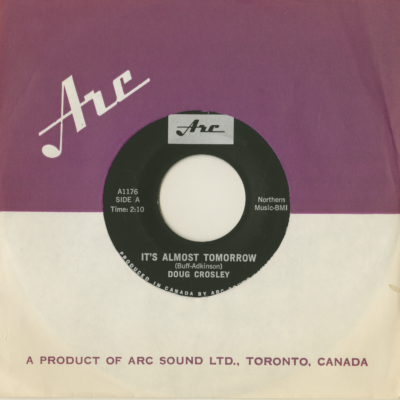 Arc
Arc
A1176
SIDE A
Time: 2:10
Northern
Music-BMI
IT'S ALMOST TOMORROW
(Buff-Adkinson)
DOUG CROSLEY
PRODUCED IN CANADA BY ARC
A PRODUCT OF ARC SOUND LTD., TORONTO, CANADA